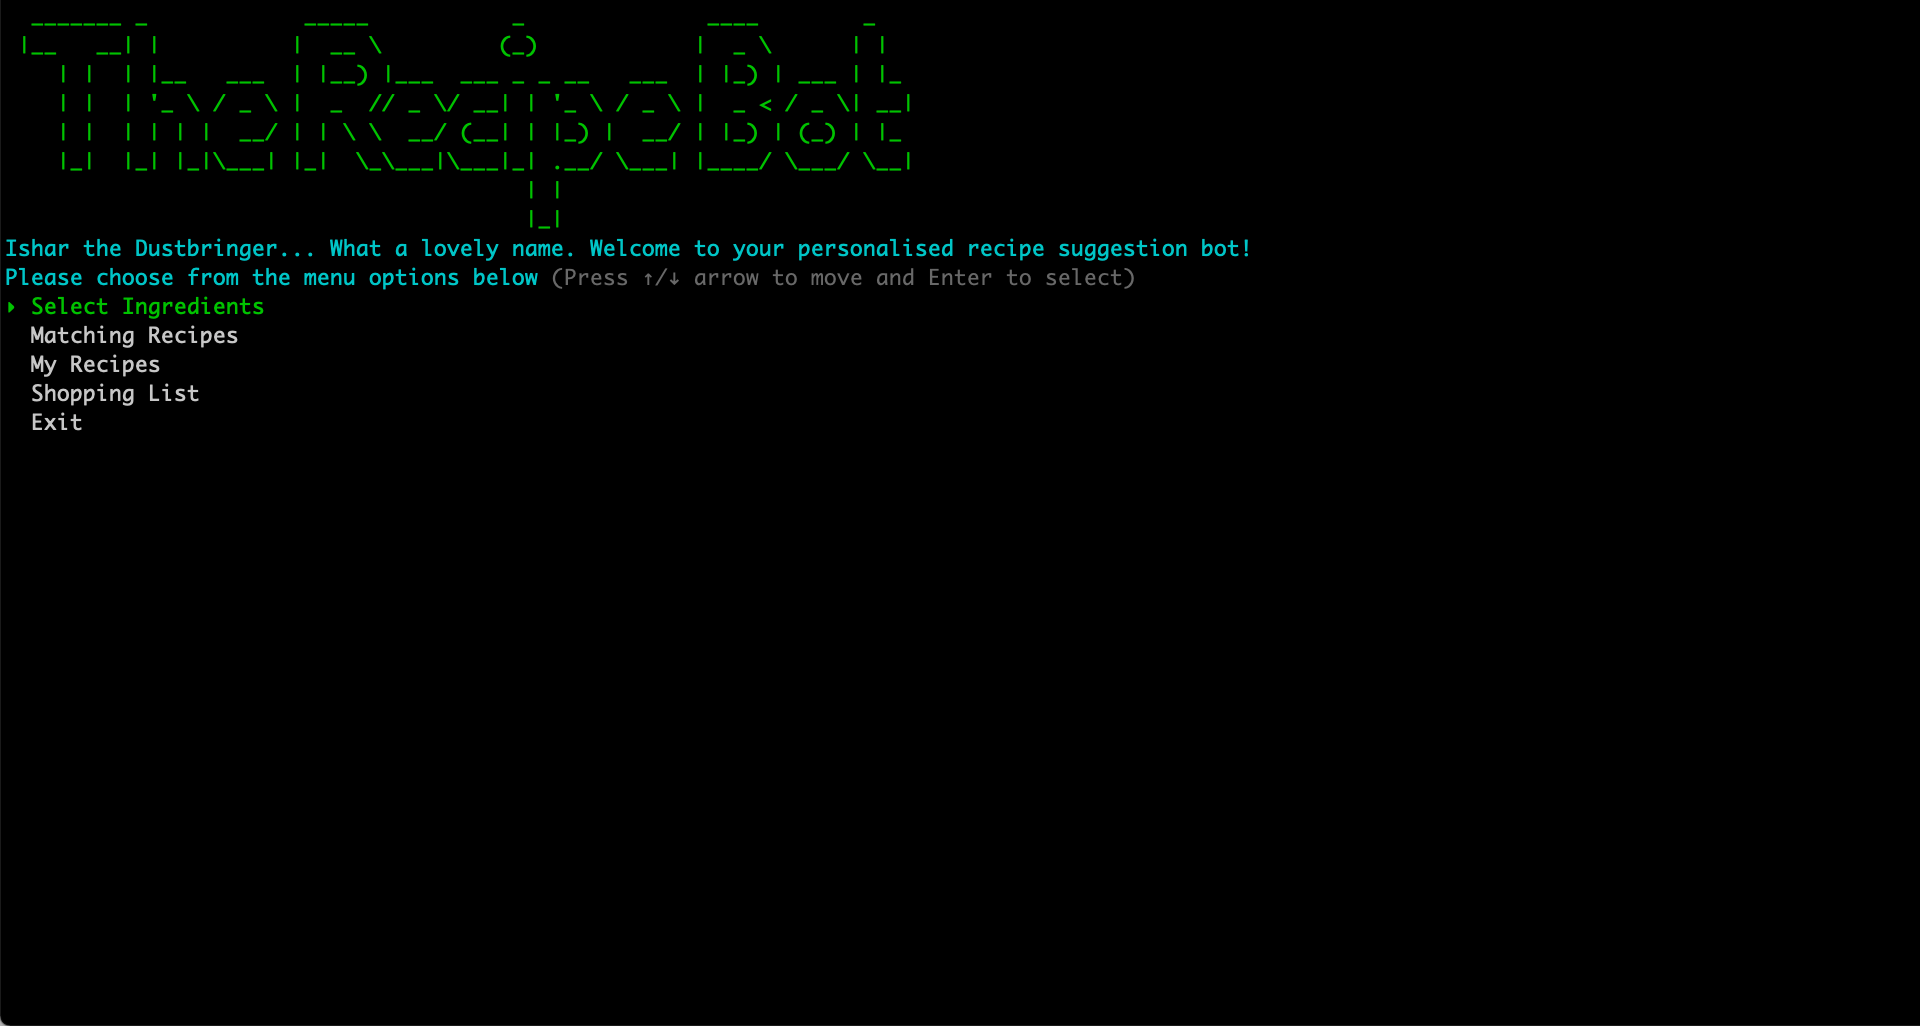 TheRecipeBot
Ishar the Dustbringer... What a lovely name. Welcome to your personalised recipe suggestion bot!
Please choose from the menu options below (Press ↑/↓ arrow to move and Enter to select)
‣ Select Ingredients
Matching Recipes
My Recipes
Shopping List
Exit